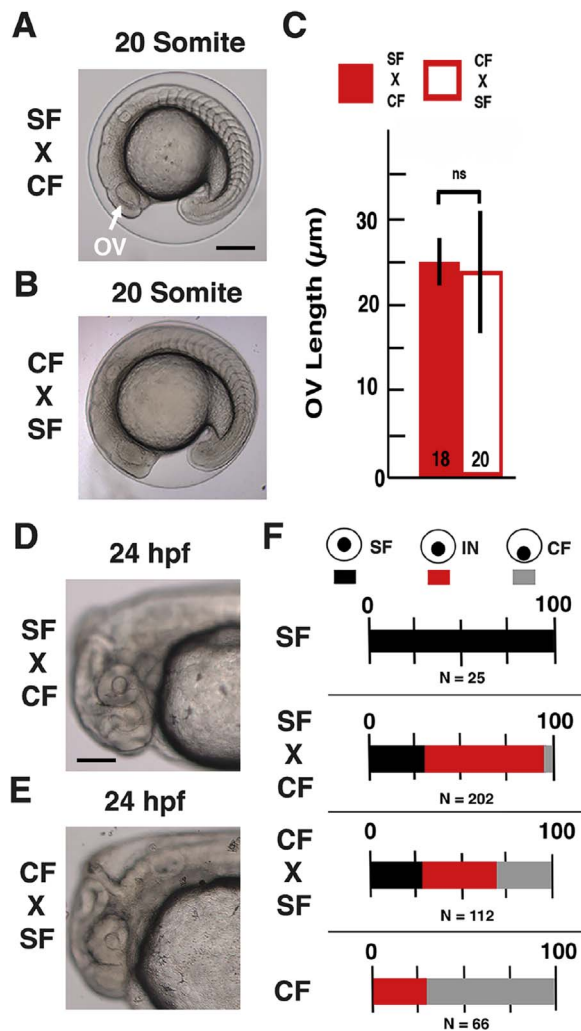 A
20 Somite
SF
X
CF
OV
B
20 Somite
CF
X
SF
C
SF
X
CF
CF
X
SF
ns
OV Length (µm)
30
20
10
0
18
20
D
24 hpf
SF
X
CF
E
24 hpf
CF
X
SF
F
SF
IN
CF
0
100
SF
N = 25
0
100
SF
X
CF
N = 202
0
100
CF
X
SF
N = 112
0
100
CF
N = 66